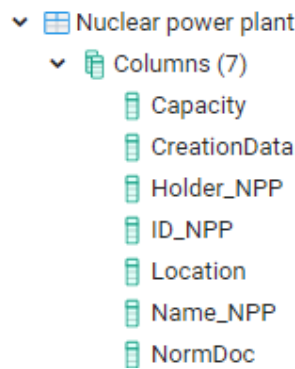 Nuclear power plant
Columns (7)
Capacity
CreationData
Holder_NPP
ID_NPP
Location
Name_NPP
NormDoc